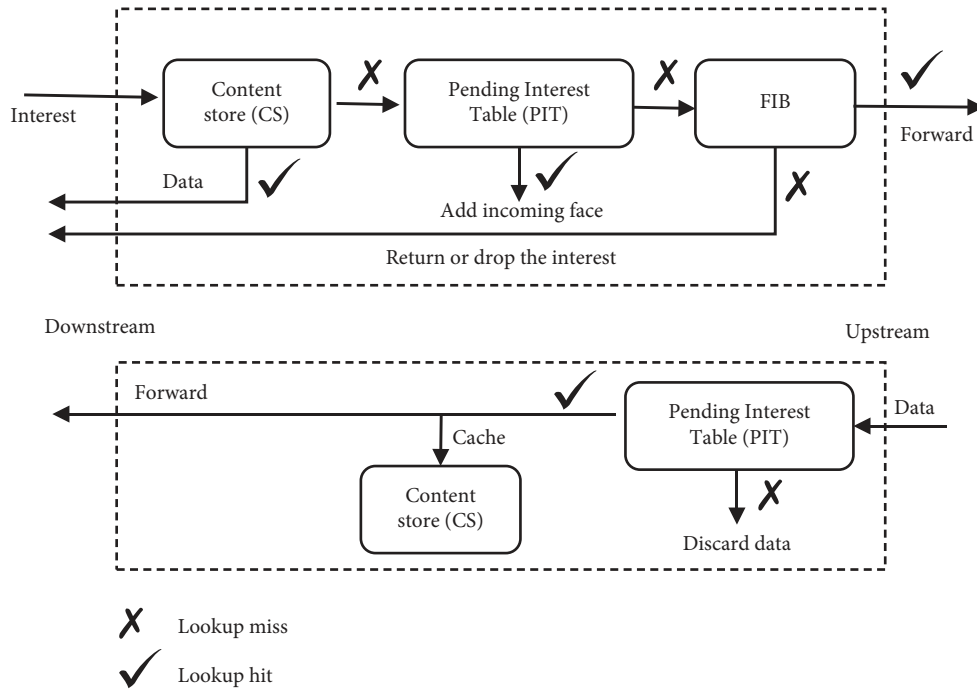 Interest
Content
store (CS)
Pending Interest
Table (PIT)
FIB
Forward
Data
Add incoming face
Return or drop the interest
Downstream
Upstream
Forward
Cache
Content
store (CS)
Pending Interest
Table (PIT)
Data
Discard data
Lookup miss
Lookup hit